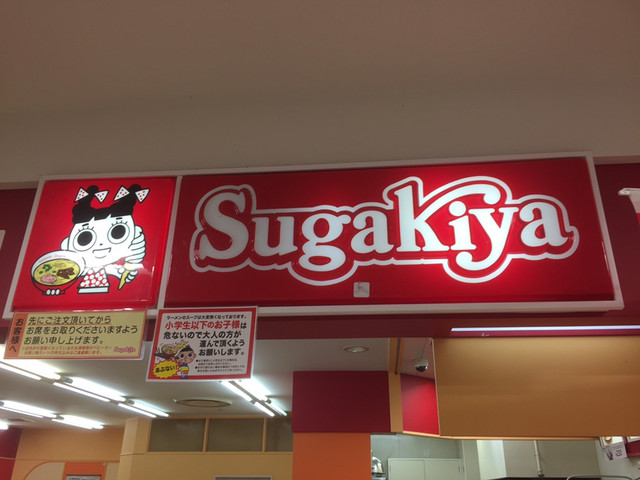 Sugakiya
お客様へ
先にご注文頂いてから
お席をお取りくださいますよう
お願い申し上げます。
Sugakiya
ラーメンのスープは大変熱くなっております。
小学生以下のお子様は
危ないので大人の方が
運んで頂くよう
お願いします。
あぶない!